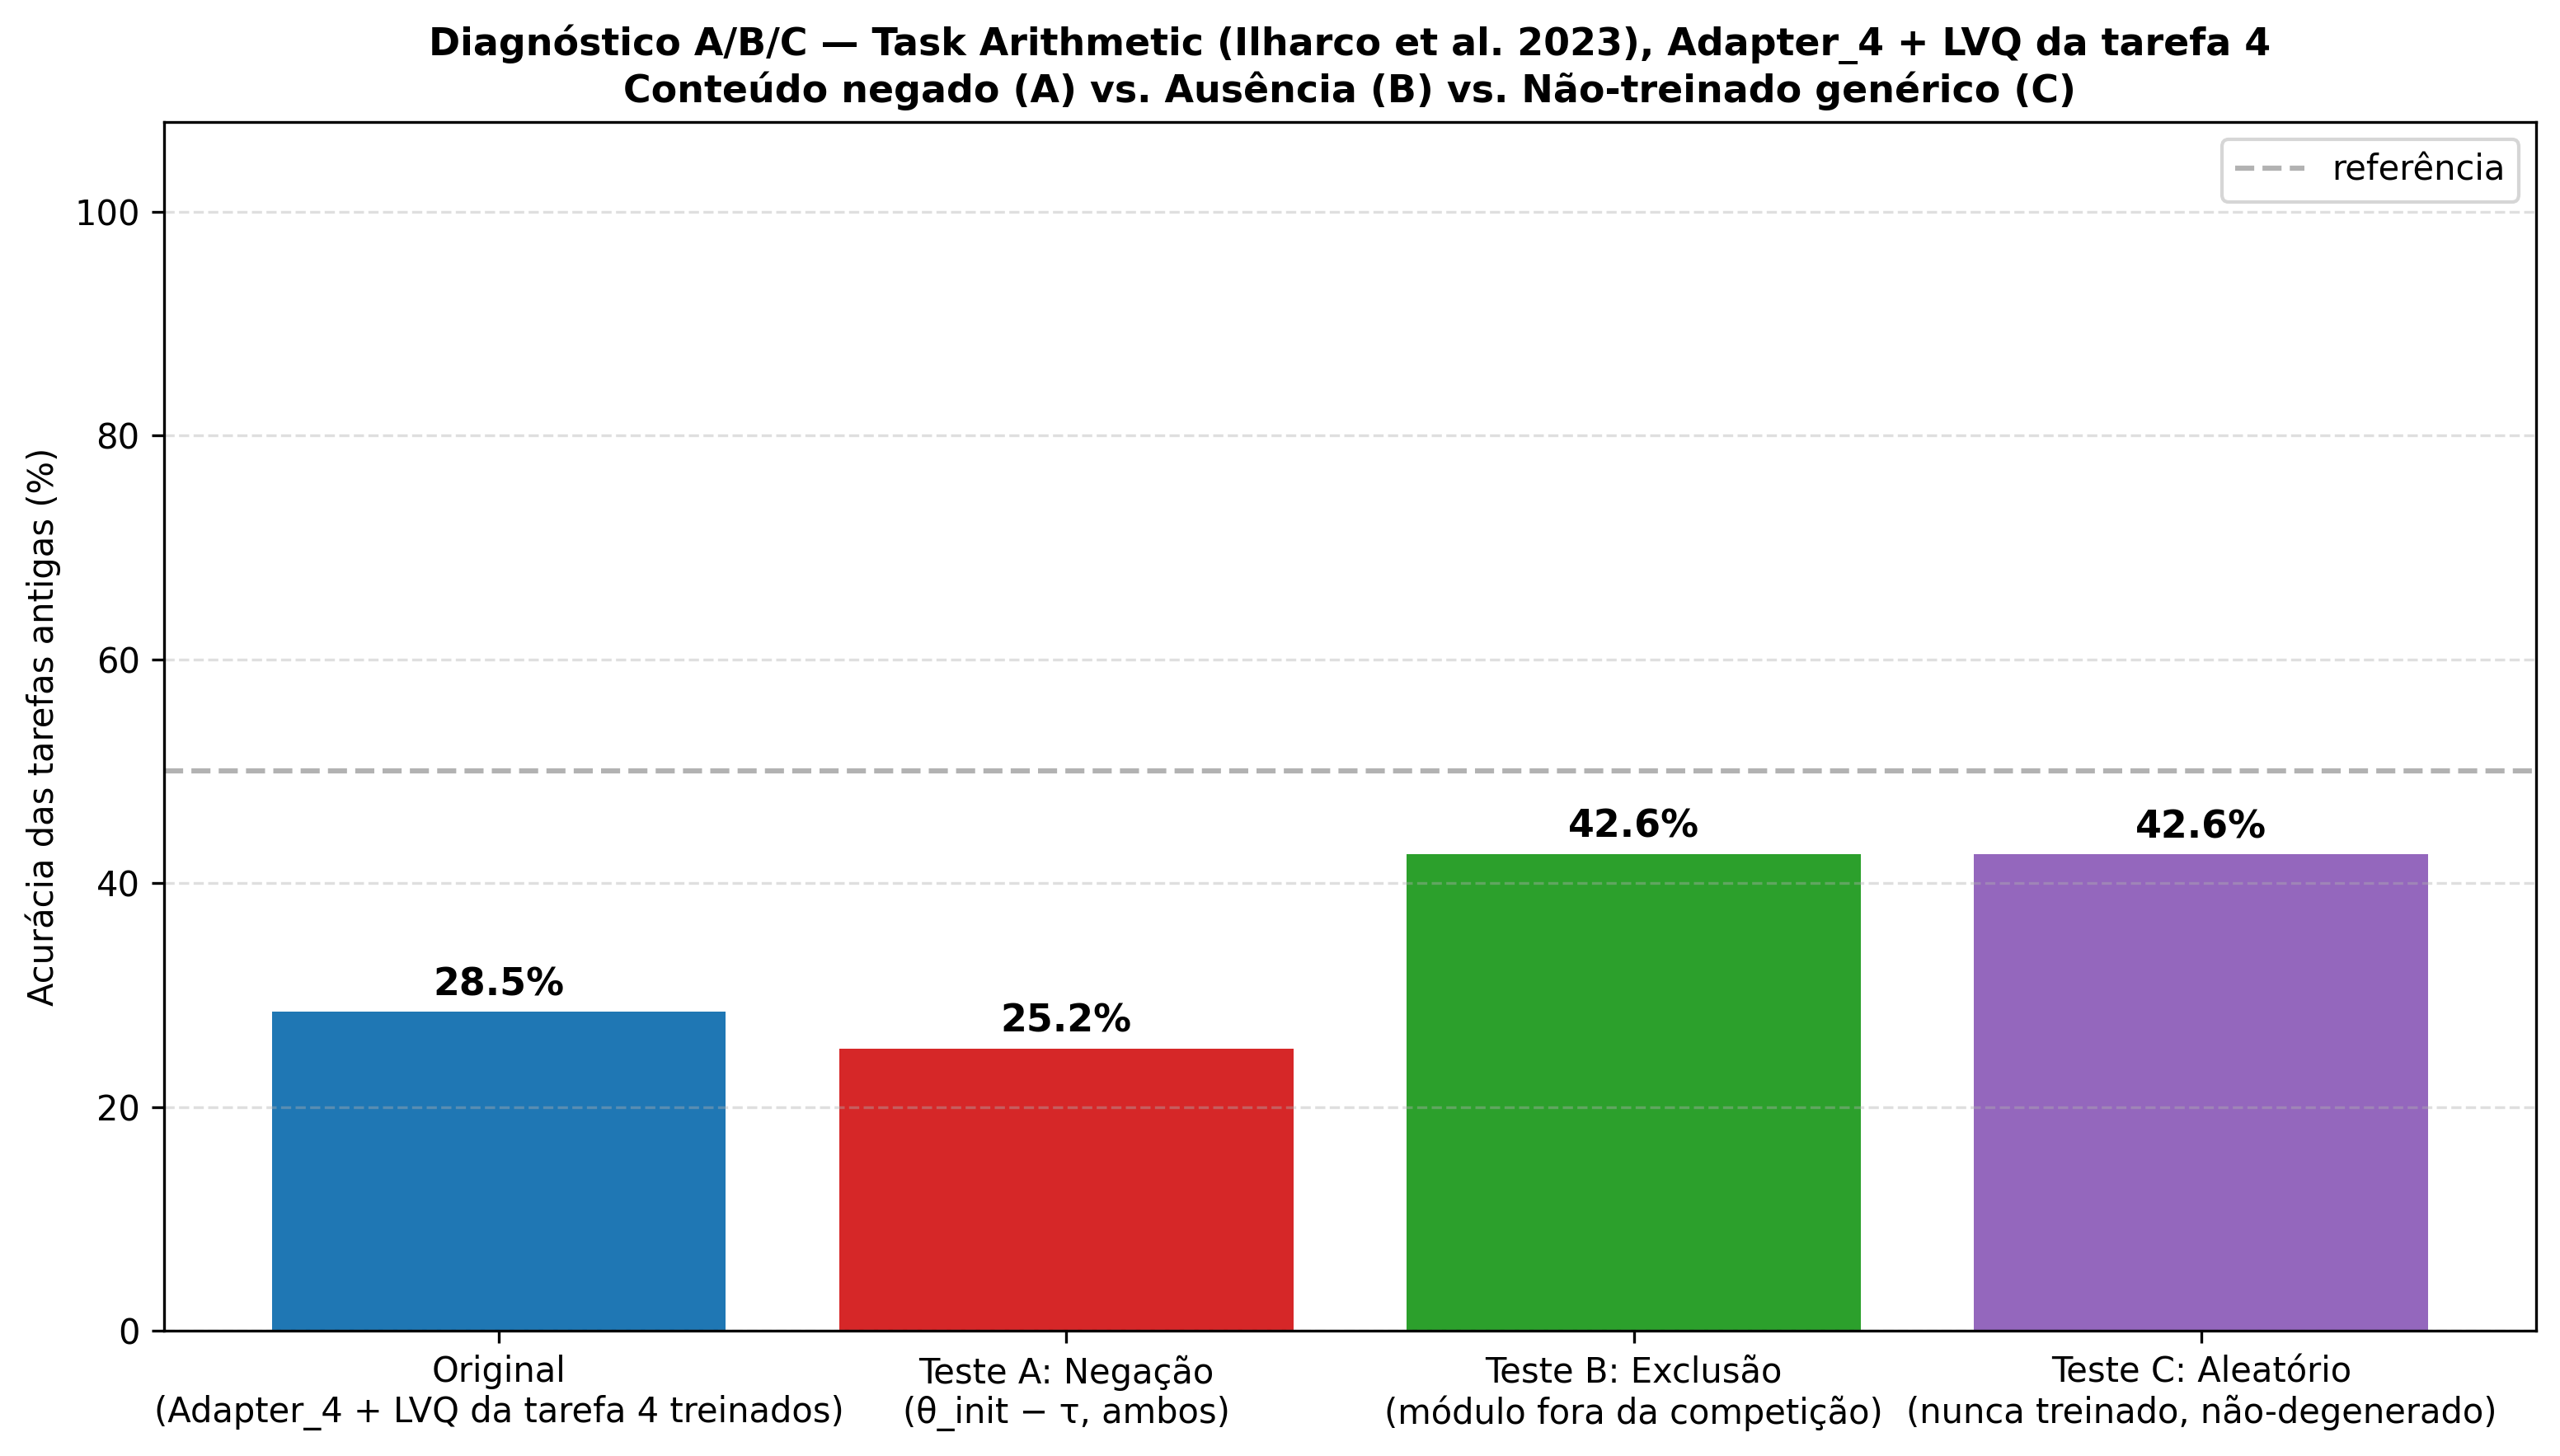 Diagnóstico A/B/C — Task Arithmetic (Ilharco et al. 2023), Adapter_4 + LVQ da tarefa 4
Conteúdo negado (A) vs. Ausência (B) vs. Não-treinado genérico (C)
referência
100
80
60
40
20
0
Acurácia das tarefas antigas (%)
28.5%
25.2%
42.6%
42.6%
Original
(Adapter_4 + LVQ da tarefa 4 treinados)
Teste A: Negação
(θ_init − τ, ambos)
Teste B: Exclusão
(módulo fora da competição)
Teste C: Aleatório
(nunca treinado, não-degenerado)